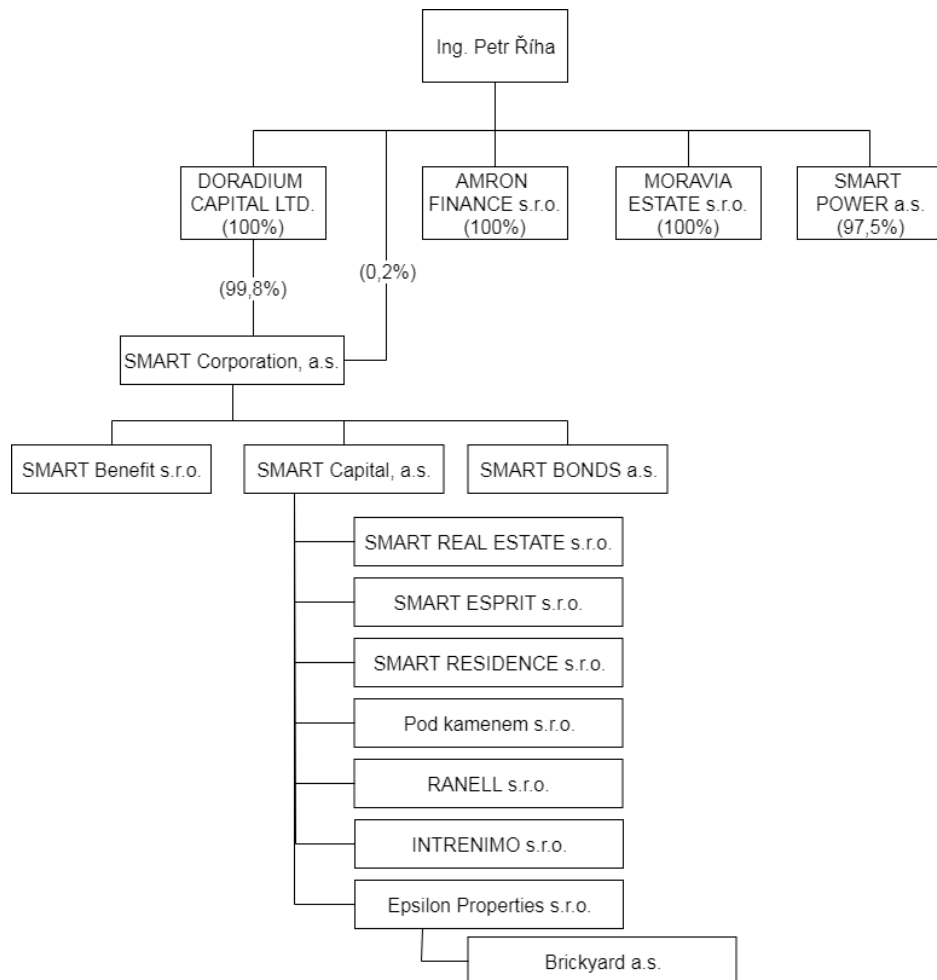 Ing. Petr Říha
DORADIUM
CAPITAL LTD.
(100%)
AMRON
FINANCE s.r.o.
(100%)
MORAVIA
ESTATE s.r.o.
(100%)
SMART
POWER a.s.
(97,5%)
(0,2%)
(99,8%)
SMART Corporation, a.s.
SMART Benefit s.r.o.
SMART Capital, a.s.
SMART BONDS a.s.
SMART REAL ESTATE s.r.o.
SMART ESPRIT s.r.o.
SMART RESIDENCE s.r.o.
Pod kamenem s.r.o.
RANELL s.r.o.
INTRENIMO s.r.o.
Epsilon Properties s.r.o.
Brickyard a.s.